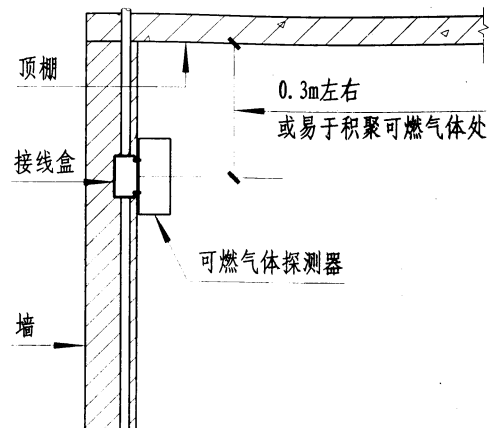 顶棚
0.3m左右
或易于积聚可燃气体处
接线盒
可燃气体探测器
墙